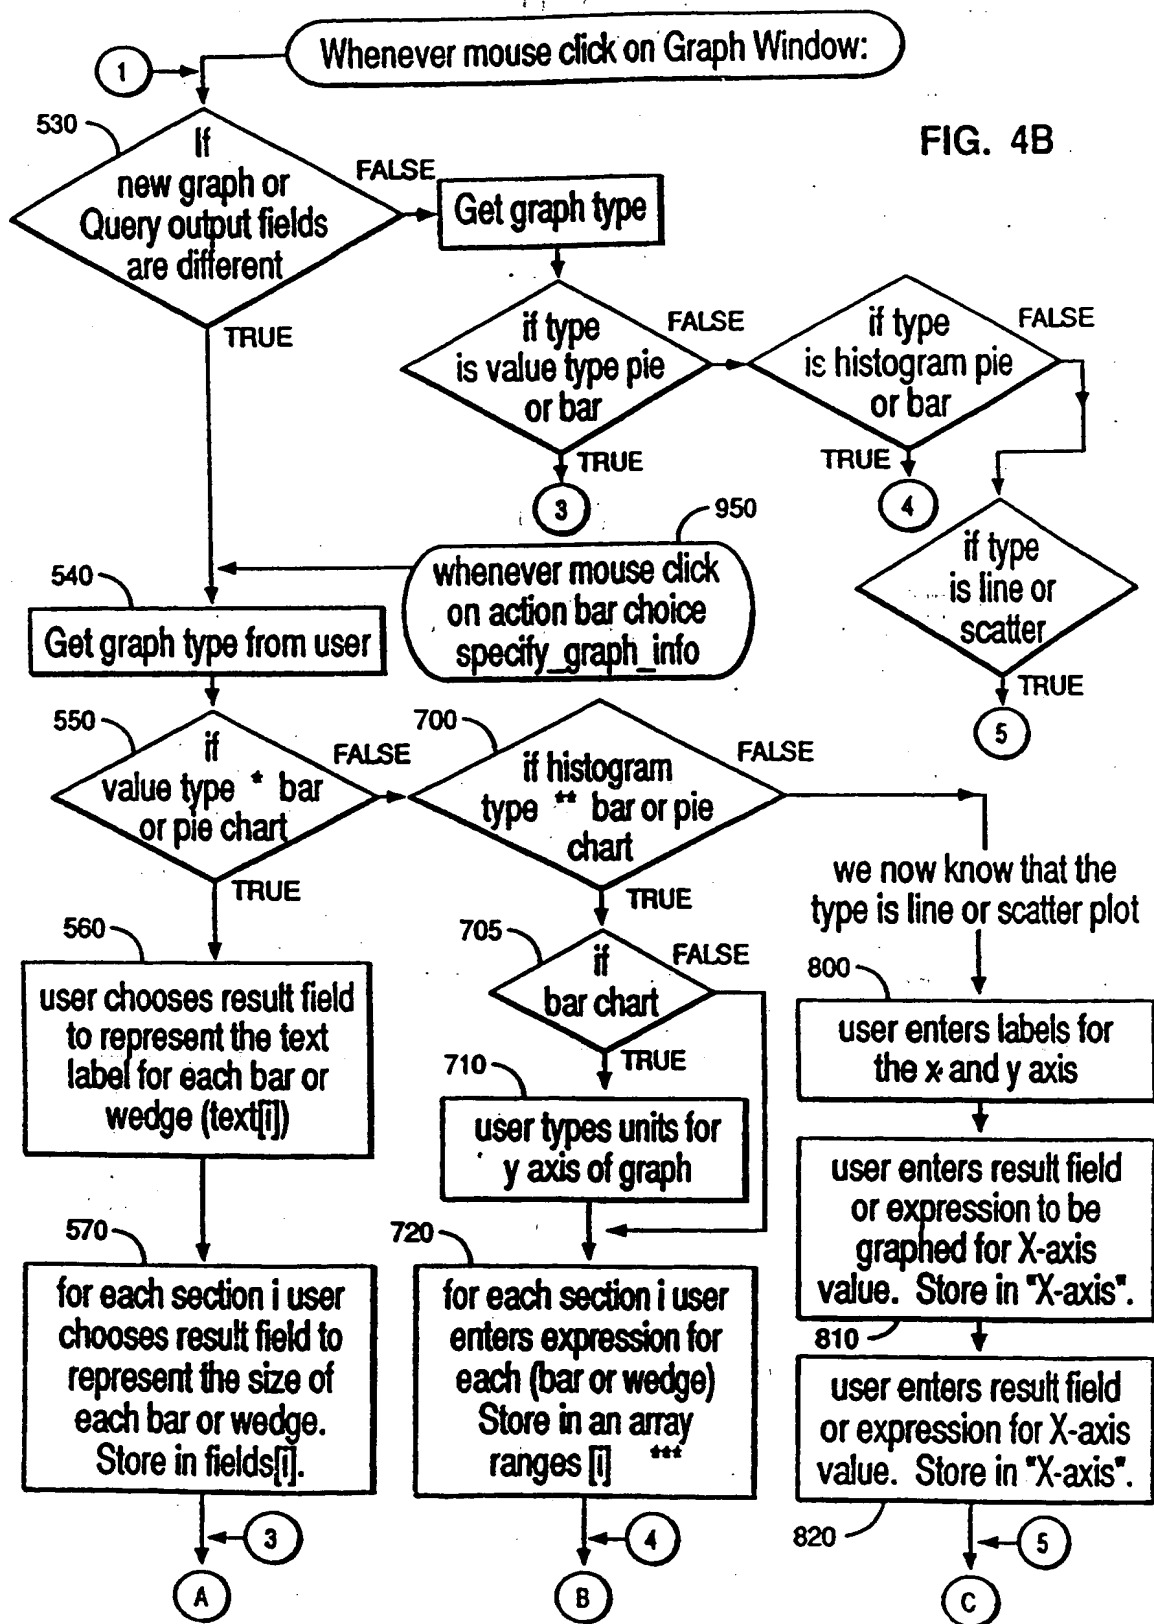 Whenever mouse click on Graph Window:
1
FIG. 4B
530
If
new graph or
Query output fields
are different
FALSE
TRUE
Get graph type
if type
is value type pie
or bar
FALSE
TRUE
3
if type
is histogram pie
or bar
FALSE
TRUE
4
if type
is line or
scatter
TRUE
5
950
whenever mouse click
on action bar choice
specify_graph_info
540
Get graph type from user
550
if
value type * bar
or pie chart
FALSE
TRUE
700
if histogram
type ** bar or pie
chart
FALSE
TRUE
we now know that the
type is line or scatter plot
560
user chooses result field
to represent the text
label for each bar or
wedge (text[i])
705
if
bar chart
FALSE
TRUE
710
user types units for
y axis of graph
800
user enters labels for
the x and y axis
user enters result field
or expression to be
graphed for X-axis
value. Store in "X-axis".
810
570
for each section i user
chooses result field to
represent the size of
each bar or wedge.
Store in fields[i].
720
for each section i user
enters expression for
each (bar or wedge)
Store in an array
ranges [i] ***
user enters result field
or expression for X-axis
value. Store in "X-axis".
820
3
A
4
B
5
C